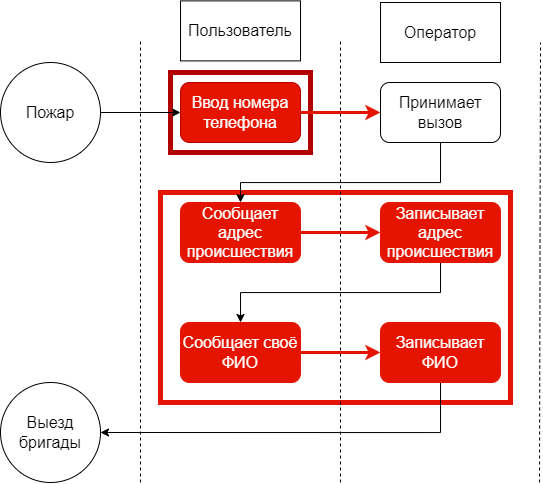 Пользователь
Оператор
Пожар
Ввод номера
телефона
Принимает
вызов
Сообщает
адрес
происшествия
Записывает
адрес
происшествия
Сообщает своё
ФИО
Записывает
ФИО
Выезд
бригады